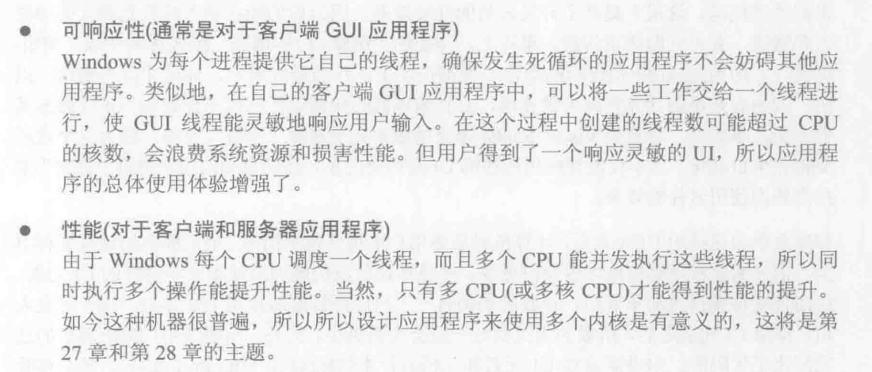 ● 可响应性(通常是对于客户端 GUI 应用程序)
Windows 为每个进程提供它自己的线程，确保发生死循环的应用程序不会妨碍其他应
用程序。类似地，在自己的客户端 GUI 应用程序中，可以将一些工作交给一个线程进
行，使 GUI 线程能灵敏地响应用户输入。在这个过程中创建的线程数可能超过 CPU
的核数，会浪费系统资源和损害性能。但用户得到了一个响应灵敏的 UI，所以应用程
序的总体使用体验增强了。
● 性能(对于客户端和服务器应用程序)
由于 Windows 每个 CPU 调度一个线程，而且多个 CPU 能并发执行这些线程，所以同
时执行多个操作能提升性能。当然，只有多 CPU(或多核 CPU)才能得到性能的提升。
如今这种机器很普遍，所以所以设计应用程序来使用多个内核是有意义的，这将是第
27 章和第 28 章的主题。